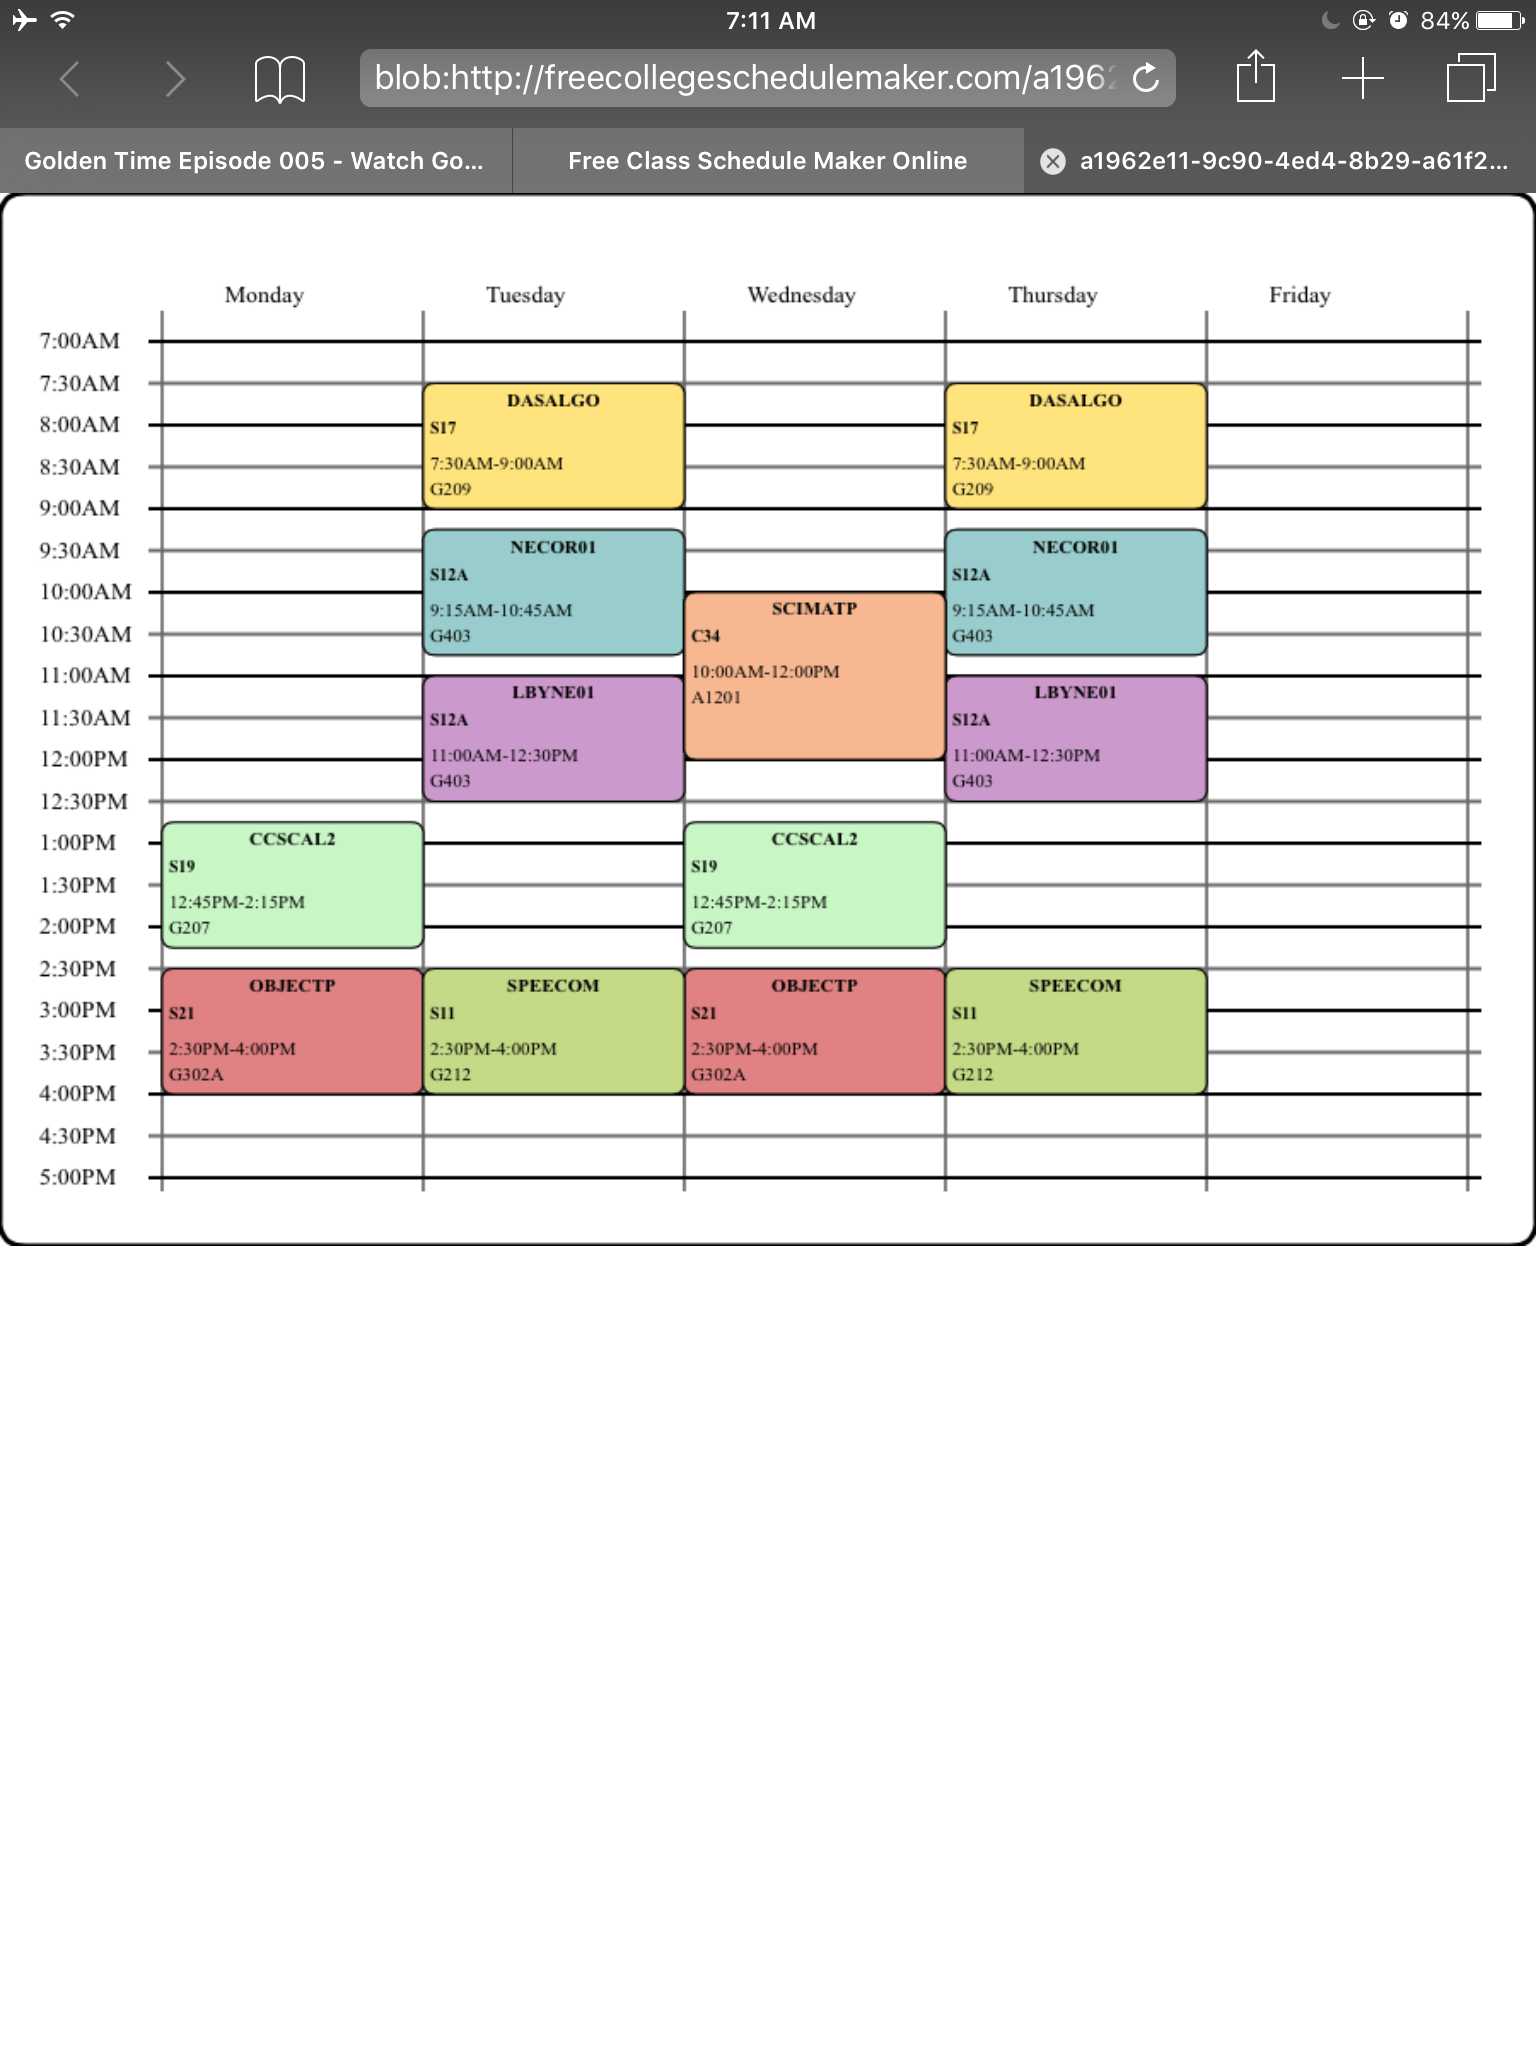 7:11 AM
84%
blob:http://freecollegeschedulemaker.com/a1962
Golden Time Episode 005 - Watch Go...
Free Class Schedule Maker Online
a1962e11-9c90-4ed4-8b29-a61f2...
Monday
Tuesday
Wednesday
Thursday
Friday
7:00AM
7:30AM
8:00AM
8:30AM
9:00AM
9:30AM
10:00AM
10:30AM
11:00AM
11:30AM
12:00PM
12:30PM
1:00PM
1:30PM
2:00PM
2:30PM
3:00PM
3:30PM
4:00PM
4:30PM
5:00PM
CCSCAL2
S19
12:45PM-2:15PM
G207
OBJECTP
S21
2:30PM-4:00PM
G302A
DASALGO
S17
7:30AM-9:00AM
G209
NECOR01
S12A
9:15AM-10:45AM
G403
LBYNE01
S12A
11:00AM-12:30PM
G403
SPEECOM
S11
2:30PM-4:00PM
G212
SCIMATP
C34
10:00AM-12:00PM
A1201
CCSCAL2
S19
12:45PM-2:15PM
G207
OBJECTP
S21
2:30PM-4:00PM
G302A
DASALGO
S17
7:30AM-9:00AM
G209
NECOR01
S12A
9:15AM-10:45AM
G403
LBYNE01
S12A
11:00AM-12:30PM
G403
SPEECOM
S11
2:30PM-4:00PM
G212